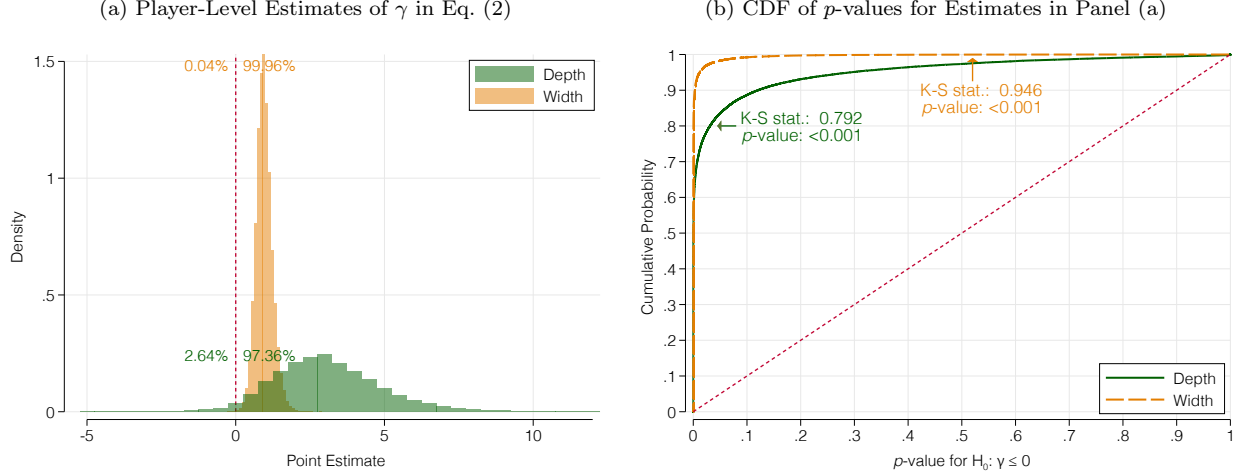 (a) Player-Level Estimates of γ in Eq. (2)
1.5
1
.5
0
Density
0.04% 99.96%
2.64% 97.36%
Depth
Width
-5 0 5 10
Point Estimate
(b) CDF of p-values for Estimates in Panel (a)
1
.9
.8
.7
.6
.5
.4
.3
.2
.1
0
Cumulative Probability
K-S stat.: 0.946
p-value: <0.001
K-S stat.: 0.792
p-value: <0.001
Depth
Width
0 .1 .2 .3 .4 .5 .6 .7 .8 .9 1
p-value for H₀: γ ≤ 0